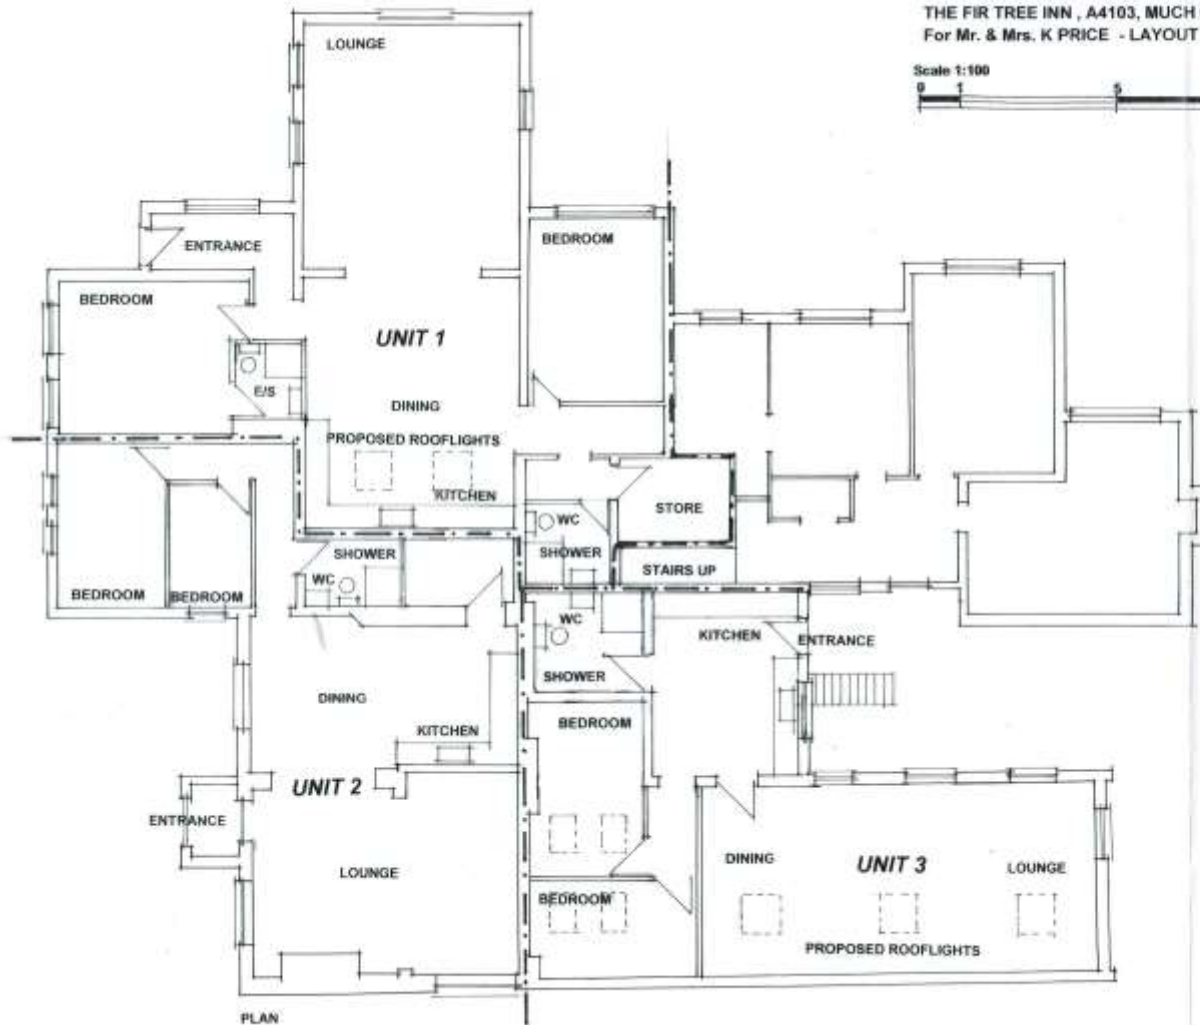 THE FIR TREE INN , A4103, MUCH
For Mr. & Mrs. K PRICE - LAYOUT
Scale 1:100
0 1 5
LOUNGE
ENTRANCE
BEDROOM
BEDROOM
UNIT 1
E/S
DINING
PROPOSED ROOFLIGHTS
KITCHEN
STORE
WC
SHOWER
STAIRS UP
SHOWER
WC
BEDROOM
BEDROOM
WC
SHOWER
KITCHEN
ENTRANCE
DINING
KITCHEN
BEDROOM
UNIT 2
ENTRANCE
LOUNGE
DINING
UNIT 3
LOUNGE
BEDROOM
PROPOSED ROOFLIGHTS
PLAN